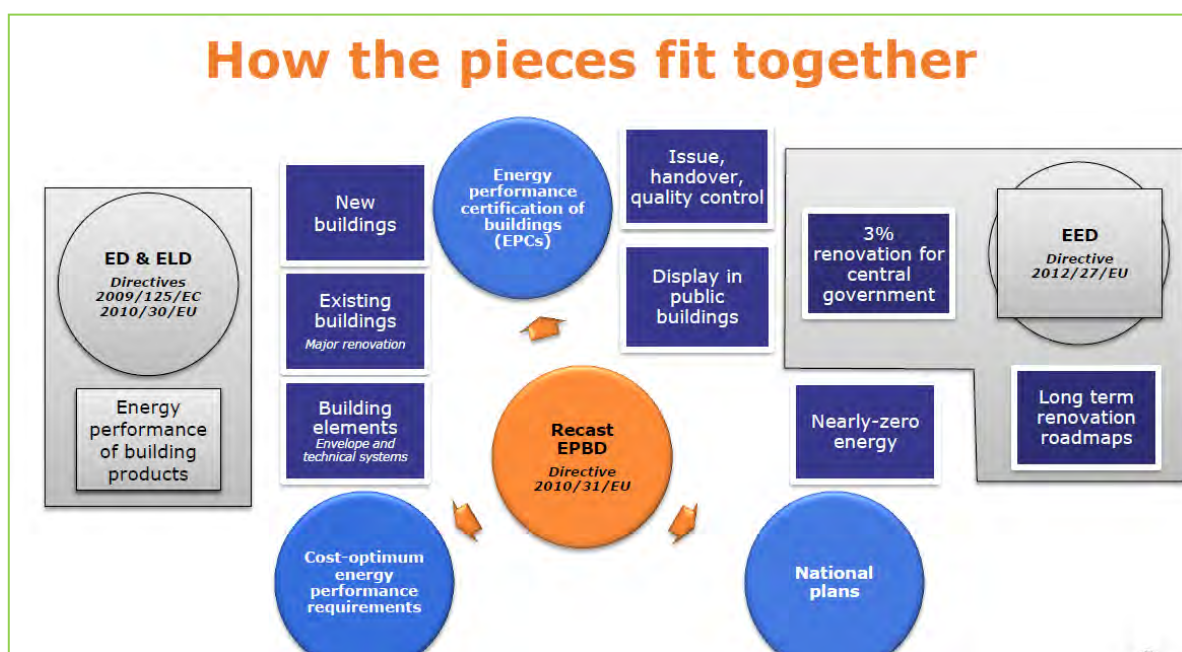 How the pieces fit together
ED & ELD
Directives
2009/125/EC
2010/30/EU
Energy
performance
of building
products
New
buildings
Existing
buildings
Major renovation
Building
elements
Envelope and
technical systems
Energy
performance
certification of
buildings
(EPCs)
Issue,
handover,
quality control
Display in
public
buildings
3%
renovation for
central
government
EED
Directive
2012/27/EU
Nearly-zero
energy
Long term
renovation
roadmaps
Recast
EPBD
Directive
2010/31/EU
Cost-optimum
energy
performance
requirements
National
plans